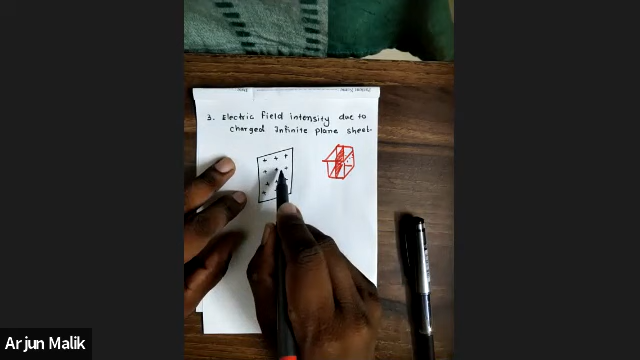 3. Electric field intensity due to
charged Infinite plane sheet.
Arjun Malik